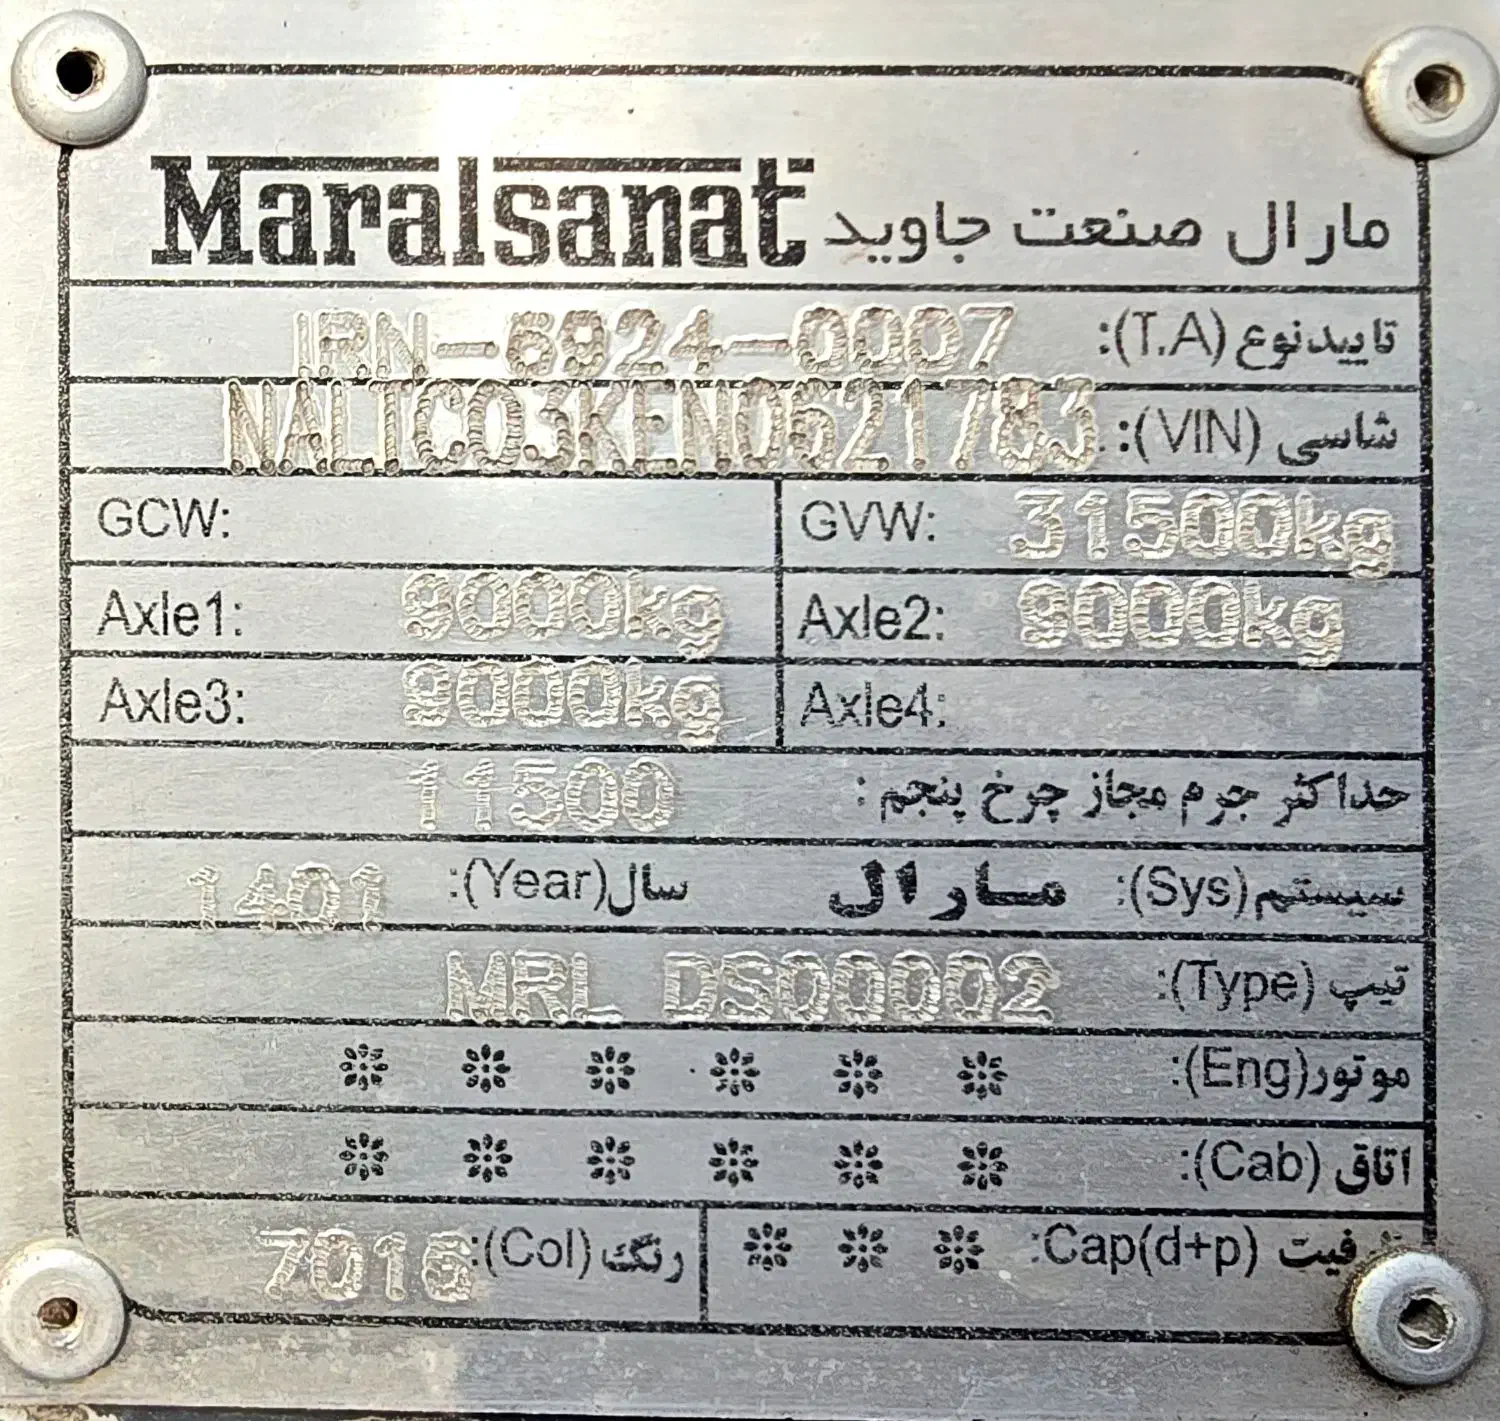 Maralsanat مارال صنعت جاوید
تاییدنوع (T.A): IRN-6924-0007
شاسی (VIN): NALTC03KEN0621783
GCW: GVW: 31500kg
Axle1: 9000kg Axle2: 9000kg
Axle3: 9000kg Axle4:
حداکثر جرم مجاز چرخ پنجم : 11500
سیستم(Sys): مارال سال(Year): 1401
تیپ (Type): MRL DS00002
موتور(Eng):
اتاق (Cab):
Cap(d+p): رنگ (Col): 7016